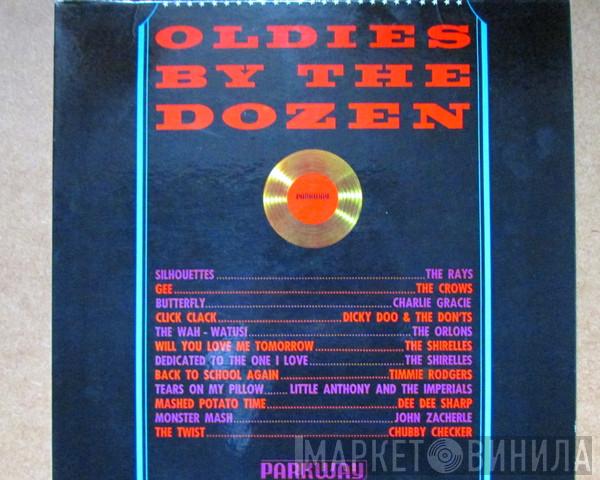 OLDIES
BY THE
DOZEN
PARKWAY
SILHOUETTES THE RAYS
GEE THE CROWS
BUTTERFLY CHARLIE GRACIE
CLICK CLACK DICKY DOO & THE DON'TS
THE WAH - WATUSI THE ORLONS
WILL YOU LOVE ME TOMORROW THE SHIRELLES
DEDICATED TO THE ONE I LOVE THE SHIRELLES
BACK TO SCHOOL AGAIN TIMMIE RODGERS
TEARS ON MY PILLOW LITTLE ANTHONY AND THE IMPERIALS
MASHED POTATO TIME DEE DEE SHARP
MONSTER MASH JOHN ZACHERLE
THE TWIST CHUBBY CHECKER
PARKWAY
МАРКЕТ ВИНИЛА